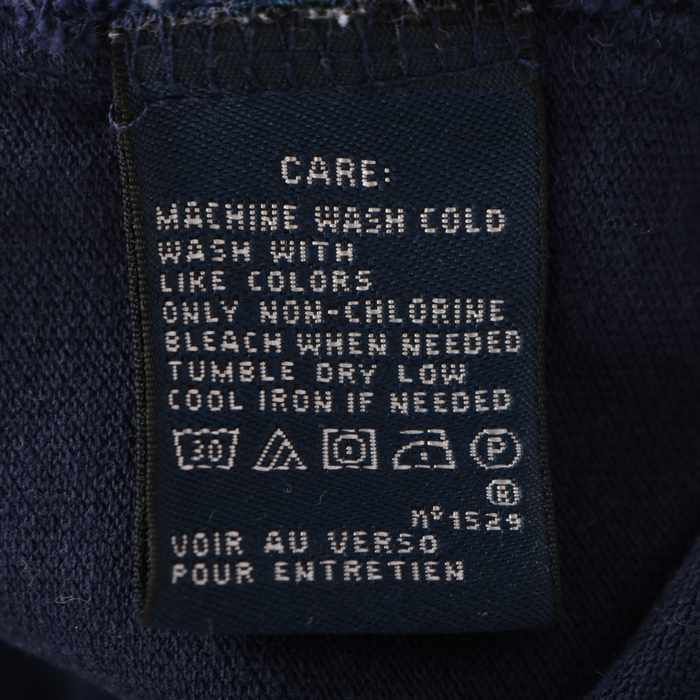 CARE:
MACHINE WASH COLD
WASH WITH
LIKE COLORS
ONLY NON-CHLORINE
BLEACH WHEN NEEDED
TUMBLE DRY LOW
COOL IRON IF NEEDED
30 P
®
Nº 1529
VOIR AU VERSO
POUR ENTRETIEN